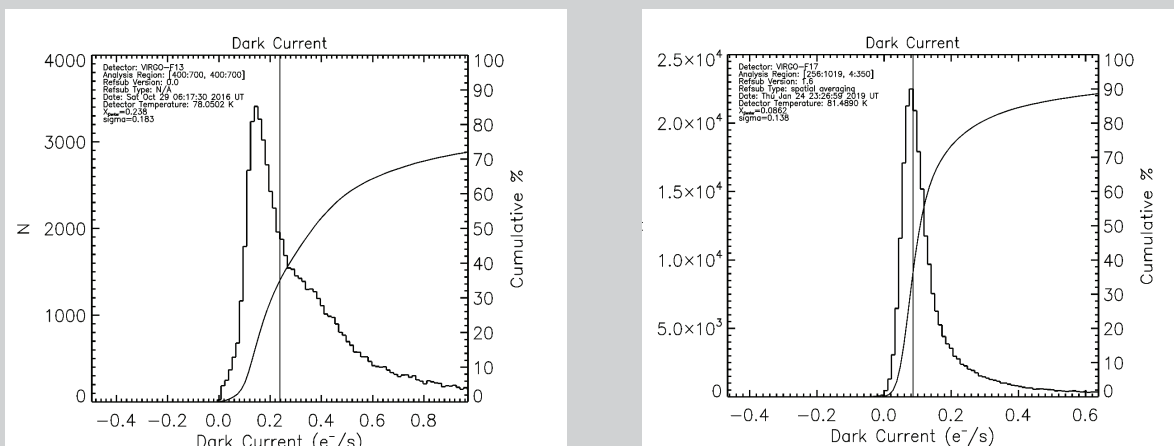 Dark Current
4000
3000
2000
1000
0
N
Detector: VIRGO-F13
Analysis Region: [400:700, 400:700]
Refsub Version: 0.0
Refsub Type: N/A
Date: Sat Oct 29 06:17:30 2016 UT
Detector Temperature: 78.0502 K
=0.238
sigma=0.183
100
90
80
70
60
50
40
30
20
10
0
Cumulative %
−0.4 −0.2 0.0 0.2 0.4 0.6 0.8
Dark Current (e⁻/s)
Dark Current
2.5×10⁴
2.0×10⁴
1.5×10⁴
1.0×10⁴
5.0×10³
0
Detector: VIRGO-F17
Analysis Region: [256:1019, 4:350]
Refsub Version: 1.6
Refsub Type: spatial averaging
Date: Thu Jan 24 23:26:59 2019 UT
Detector Temperature: 81.4890 K
=0.0862
sigma=0.138
100
90
80
70
60
50
40
30
20
10
0
Cumulative %
−0.4 −0.2 0.0 0.2 0.4 0.6
Dark Current (e⁻/s)